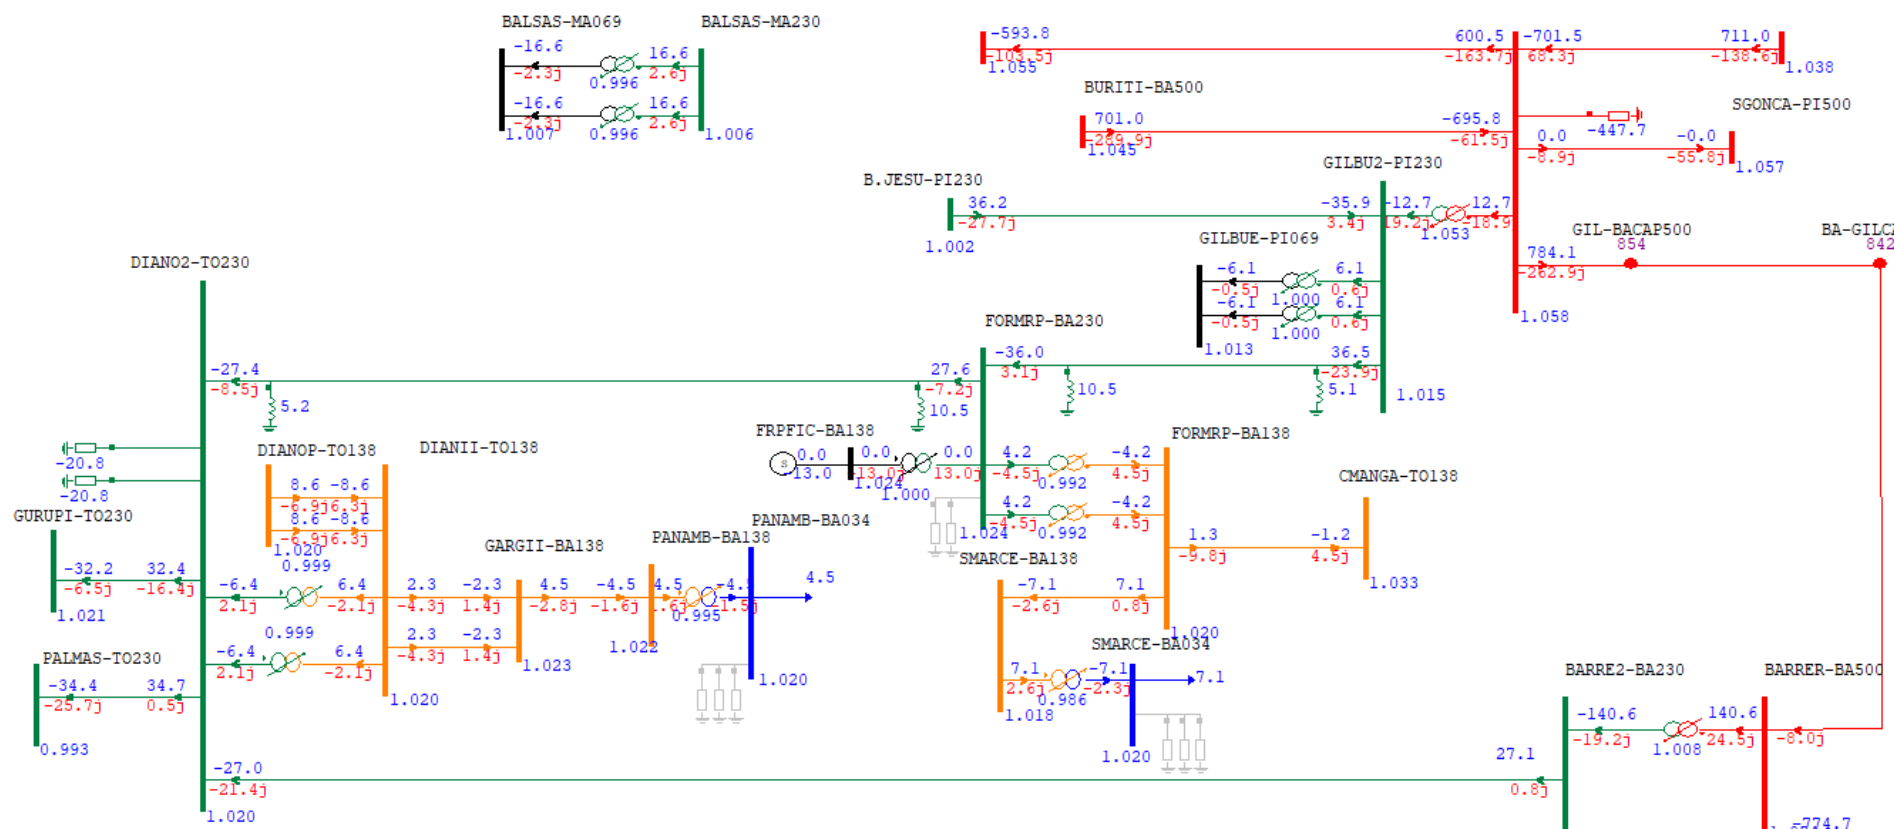 BALSAS-MA069
BALSAS-MA230
-16.6
16.6
-2.3j
2.6j
0.996
-16.6
16.6
-2.3j
2.6j
1.007
0.996
1.006
-593.8
600.5
-701.5
711.0
-103.5j
-163.7j
68.3j
-138.6j
1.055
1.038
BURITI-BA500
SGONCA-PI500
701.0
-695.8
-447.7
-61.5j
0.0
-0.0
1.045
-8.9j
-55.8j
1.057
GILBU2-PI230
B.JESU-PI230
36.2
-35.9
-12.7
12.7
-27.7j
3.4j
19.2j
-18.9
1.002
1.053
GIL-BACAP500
854
BA-GILC
842
784.1
-262.9j
1.058
GILBUE-PI069
-6.1
6.1
-0.5j
0.6j
1.000
-6.1
6.1
-0.5j
0.6j
1.000
1.013
DIANO2-TO230
FORMRP-BA230
-36.0
36.5
3.1j
-23.9j
10.5
5.1
1.015
-27.4
27.6
-8.5j
-7.2j
5.2
10.5
-20.8
-20.8
FRPFIC-BA138
S
0.0
0.0
0.0
13.0
-13.0j
13.0j
1.024
1.000
FORMRP-BA138
4.2
-4.2
-4.5j
4.5j
0.992
4.2
-4.2
-4.5j
4.5j
0.992
1.024
CMANGA-TO138
1.3
-1.2
-9.8j
4.5j
1.033
DIANOP-TO138
DIANII-TO138
8.6
-8.6
-6.9j
6.3j
8.6
-8.6
-6.9j
6.3j
1.020
0.999
GURUPI-TO230
-32.2
32.4
-6.5j
-16.4j
1.021
-6.4
6.4
2.1j
-2.1j
0.999
-6.4
6.4
2.1j
-2.1j
1.020
GARGII-BA138
2.3
-2.3
-4.3j
1.4j
2.3
-2.3
-4.3j
1.4j
1.023
PANAMB-BA138
PANAMB-BA034
4.5
-4.5
4.5
4.5
-2.8j
-1.6j
-1.5j
0.995
1.022
1.020
SMARCE-BA138
-7.1
7.1
-2.6j
0.8j
1.020
SMARCE-BA034
7.1
-7.1
7.1
2.6j
-2.3j
0.986
1.018
1.020
PALMAS-TO230
-34.4
34.7
-25.7j
0.5j
0.993
BARRE2-BA230
BARRER-BA500
-140.6
140.6
-19.2j
24.5j
-8.0j
1.008
-27.0
27.1
-21.4j
0.8j
1.020
-774.7